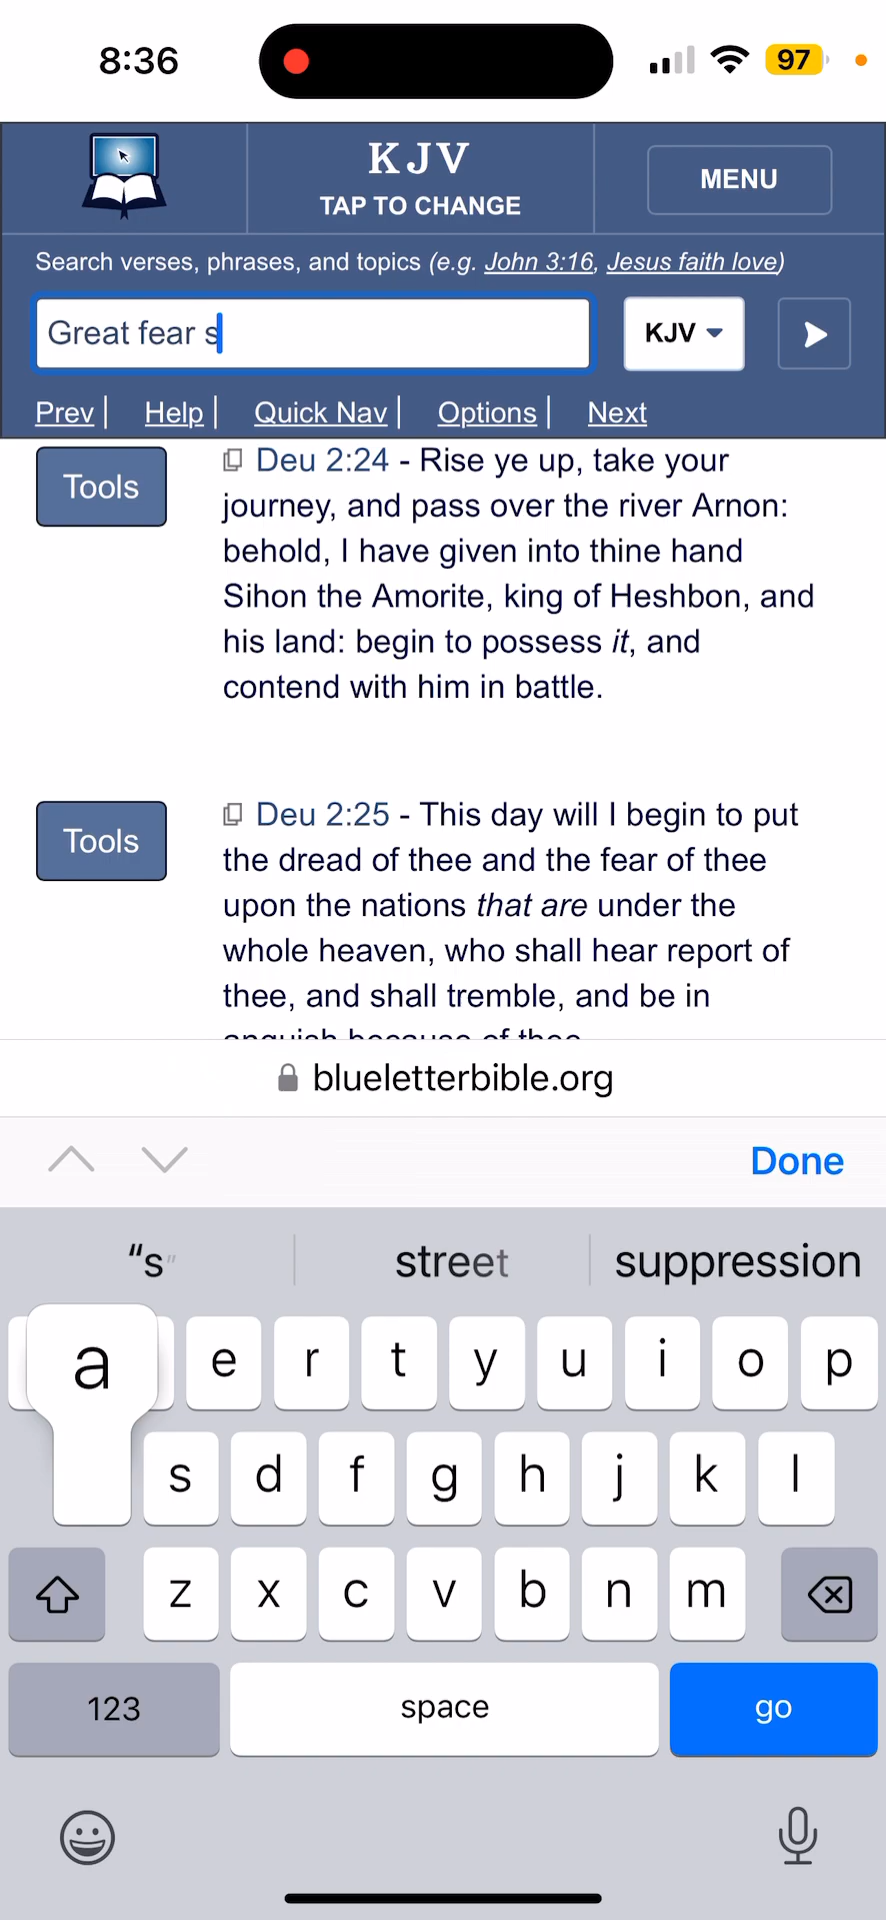 8:36
97
KJV
TAP TO CHANGE
MENU
Search verses, phrases, and topics (e.g. John 3:16, Jesus faith love)
Great fear s
KJV
Prev | Help | Quick Nav | Options | Next
Tools
Deu 2:24 - Rise ye up, take your
journey, and pass over the river Arnon:
behold, I have given into thine hand
Sihon the Amorite, king of Heshbon, and
his land: begin to possess it, and
contend with him in battle.
Tools
Deu 2:25 - This day will I begin to put
the dread of thee and the fear of thee
upon the nations that are under the
whole heaven, who shall hear report of
thee, and shall tremble, and be in
anguish because of thee.
blueletterbible.org
Done
“s” street suppression
a e r t y u i o p
s d f g h j k l
z x c v b n m
123 space go